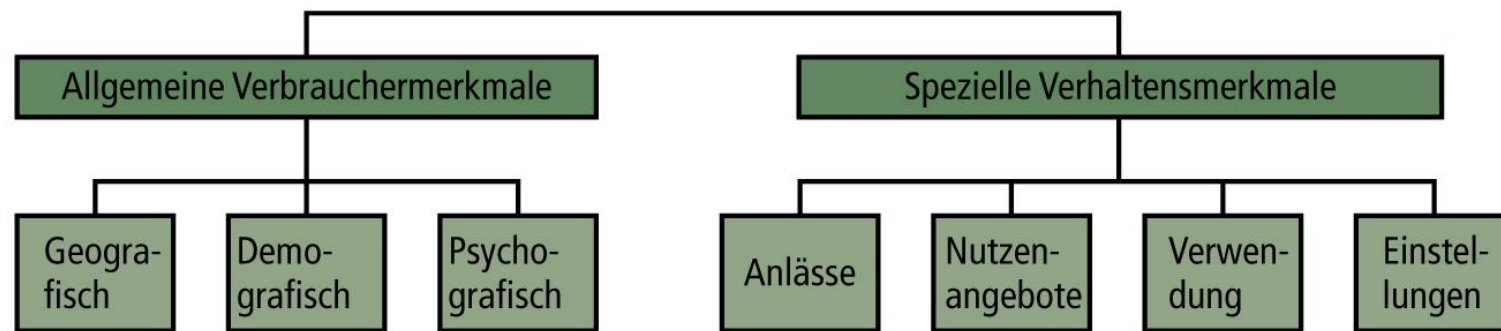 Allgemeine Verbrauchermerkmale
Spezielle Verhaltensmerkmale
Geogra-
fisch
Demo-
grafisch
Psycho-
grafisch
Anlässe
Nutzen-
angebote
Verwen-
dung
Einstel-
lungen